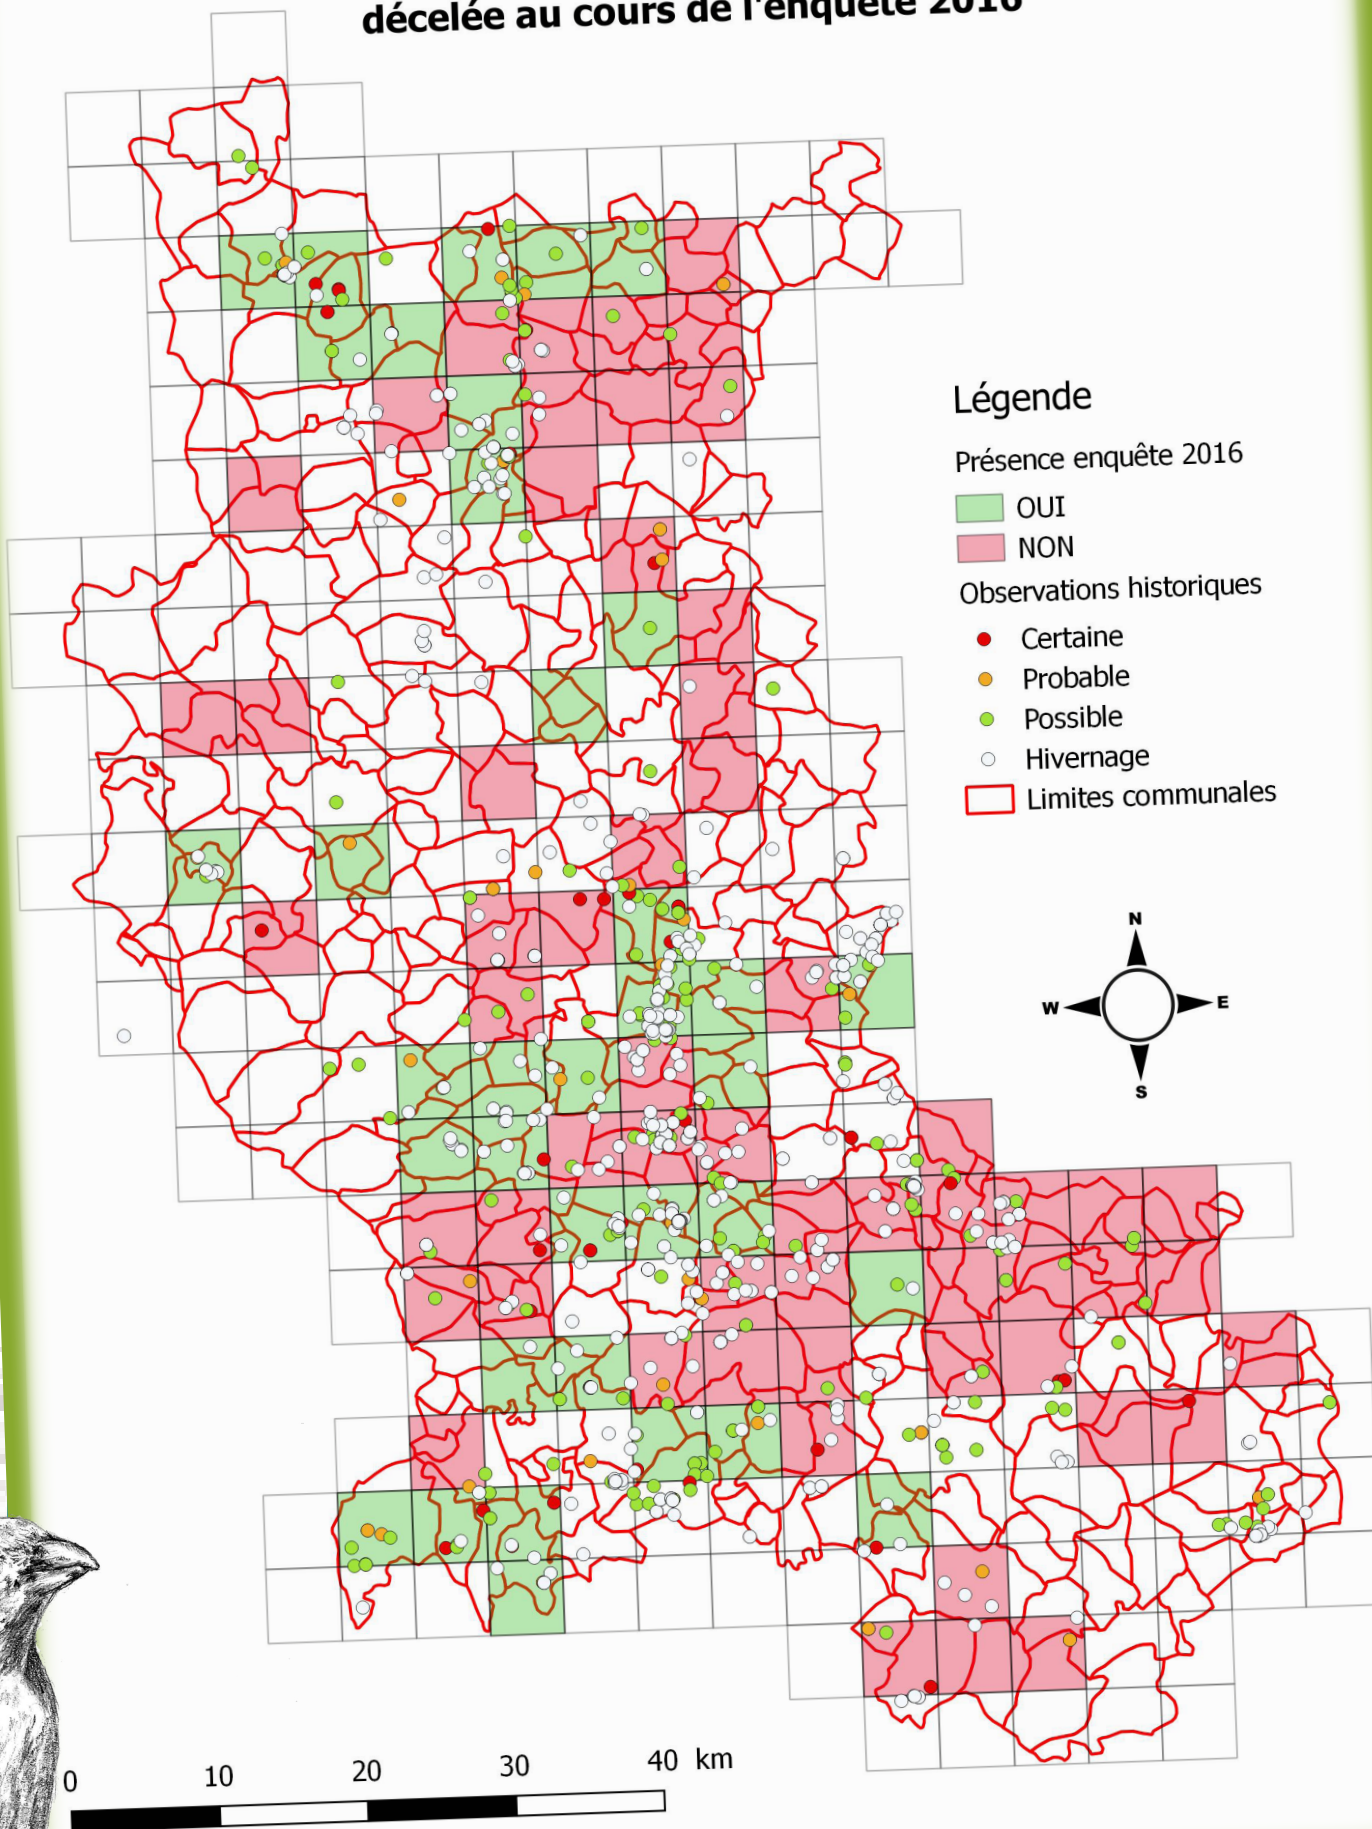 décelée au cours de l'enquête 2016
Légende
Présence enquête 2016
OUI
NON
Observations historiques
Certaine
Probable
Possible
Hivernage
Limites communales
N
W
E
S
0 10 20 30 40 km